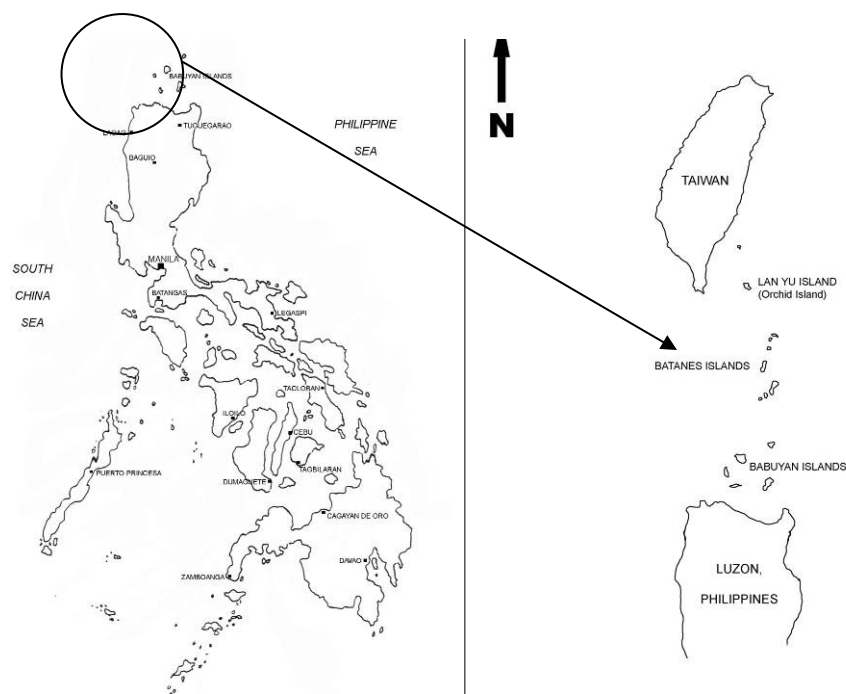 BABUYAN ISLANDS
LAOAG
TUGUEGARAO
BAGUIO
PHILIPPINE
SEA
MANILA
BATANGAS
LEGASPI
SOUTH
CHINA
SEA
TACLOBAN
ILOILO
CEBU
TAGBILARAN
PUERTO PRINCESA
DUMAGUETE
CAGAYAN DE ORO
DAVAO
ZAMBOANGA
N
TAIWAN
LAN YU ISLAND
(Orchid Island)
BATANES ISLANDS
BABUYAN ISLANDS
LUZON,
PHILIPPINES